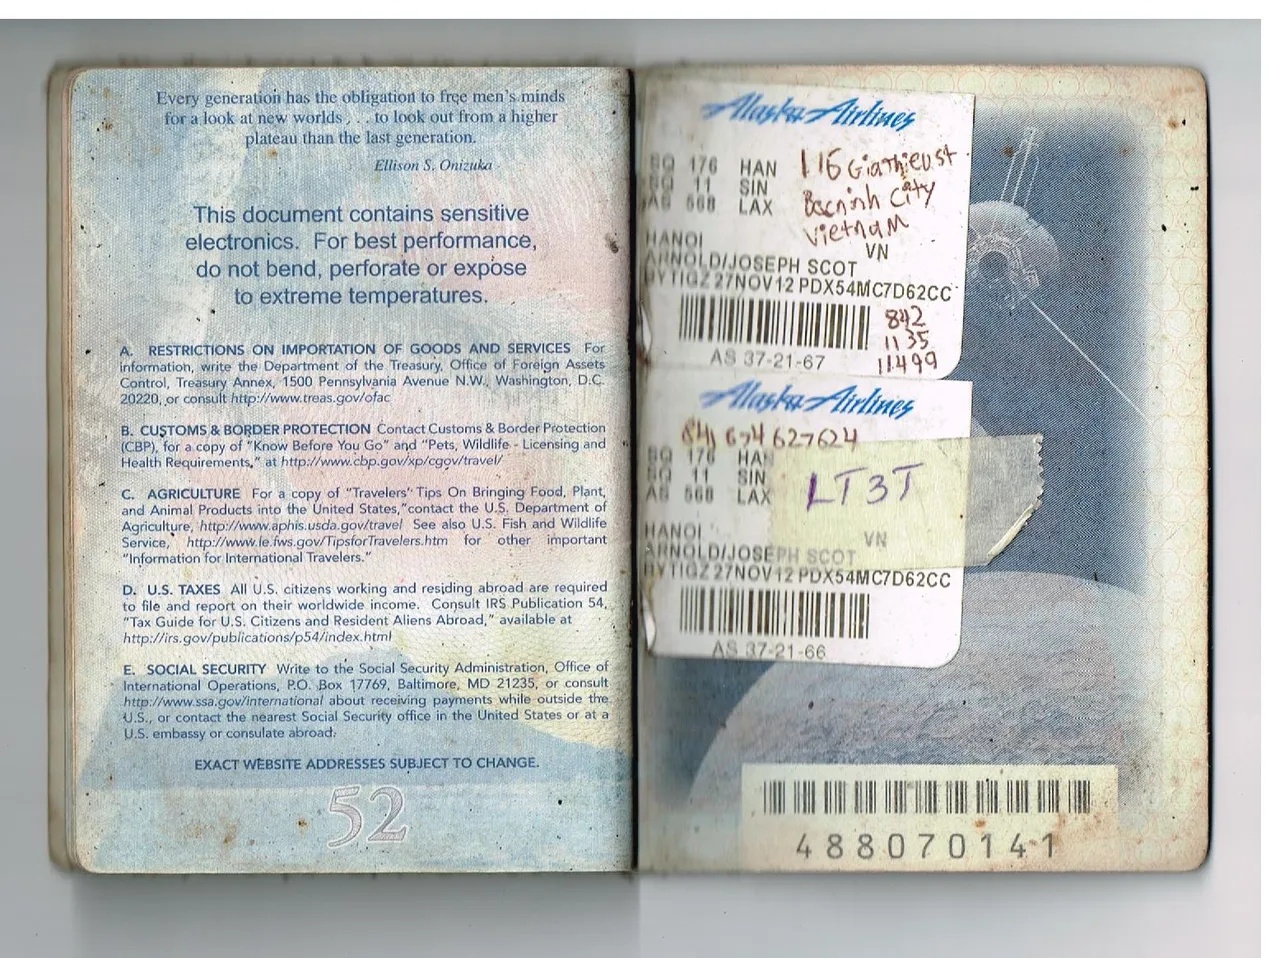 Every generation has the obligation to free men's minds
for a look at new worlds . . . to look out from a higher
plateau than the last generation.
Ellison S. Onizuka
This document contains sensitive
electronics. For best performance,
do not bend, perforate or expose
to extreme temperatures.
A. RESTRICTIONS ON IMPORTATION OF GOODS AND SERVICES For
information, write the Department of the Treasury, Office of Foreign Assets
Control, Treasury Annex, 1500 Pennsylvania Avenue N.W., Washington, D.C.
20220, or consult http://www.treas.gov/ofac
B. CUSTOMS & BORDER PROTECTION Contact Customs & Border Protection
(CBP), for a copy of "Know Before You Go" and "Pets, Wildlife - Licensing and
Health Requirements," at http://www.cbp.gov/xp/cgov/travel/
C. AGRICULTURE For a copy of "Travelers' Tips On Bringing Food, Plant,
and Animal Products into the United States," contact the U.S. Department of
Agriculture, http://www.aphis.usda.gov/travel See also U.S. Fish and Wildlife
Service, http://www.le.fws.gov/TipsforTravelers.htm for other important
"Information for International Travelers."
D. U.S. TAXES All U.S. citizens working and residing abroad are required
to file and report on their worldwide income. Consult IRS Publication 54,
"Tax Guide for U.S. Citizens and Resident Aliens Abroad," available at
http://irs.gov/publications/p54/index.html
E. SOCIAL SECURITY Write to the Social Security Administration, Office of
International Operations, P.O. Box 17769, Baltimore, MD 21235, or consult
http://www.ssa.gov/international about receiving payments while outside the
U.S., or contact the nearest Social Security office in the United States or at a
U.S. embassy or consulate abroad.
EXACT WEBSITE ADDRESSES SUBJECT TO CHANGE.
52
Alaska Airlines
SQ 176 HAN
SQ 11 SIN
AS 568 LAX
116 Giathieu st
Bacninh City
Vietnam
HANOI VN
ARNOLD/JOSEPH SCOT
27NOV12 PDX54MC7D62CC
842
1135
11499
AS 37-21-67
Alaska Airlines
841 674 627624
SQ 176 HAN
SQ 11 SIN
AS 568 LAX
LT3T
HANOI VN
ARNOLD/JOSEPH SCOT
27NOV12 PDX54MC7D62CC
AS 37-21-66
488070141